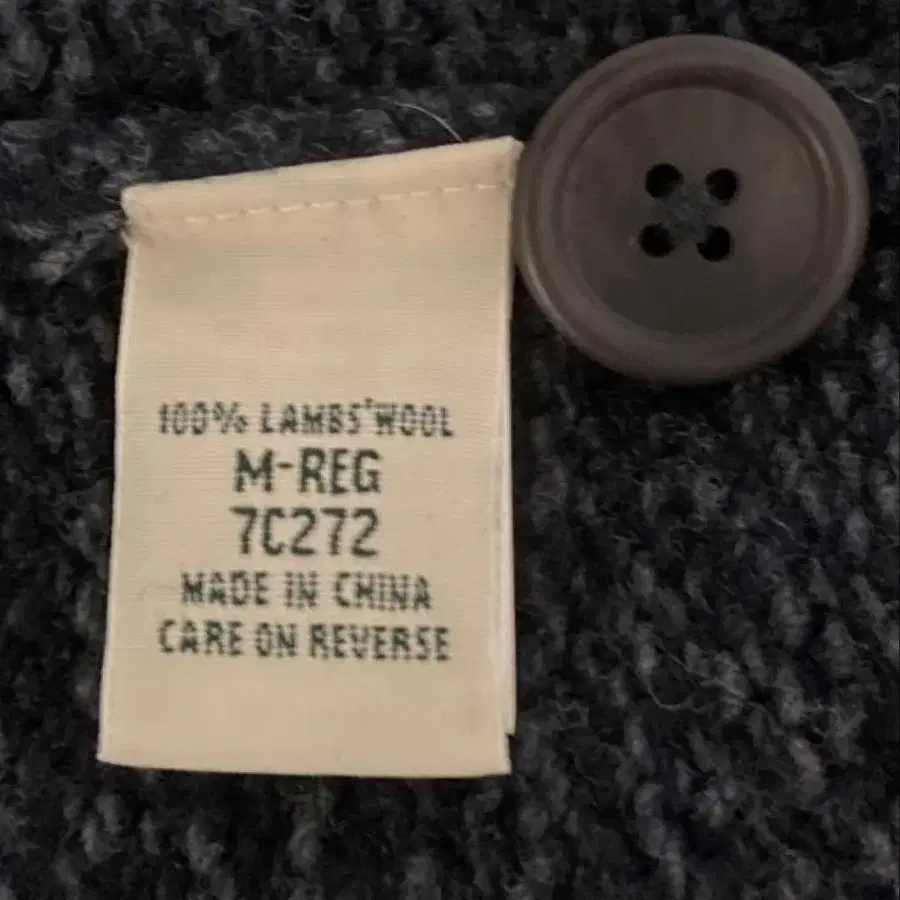 100% LAMBS'WOOL
M-REG
7C272
MADE IN CHINA
CARE ON REVERSE